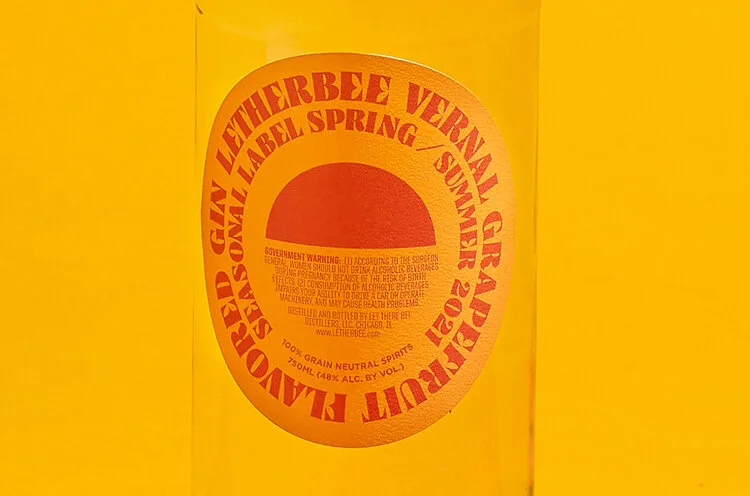 LETHERBEE VERNAL GRAPEFRUIT FLAVORED GIN
SEASONAL LABEL SPRING / SUMMER 2021
GOVERNMENT WARNING: (1) ACCORDING TO THE SURGEON
GENERAL, WOMEN SHOULD NOT DRINK ALCOHOLIC BEVERAGES
DURING PREGNANCY BECAUSE OF THE RISK OF BIRTH
DEFECTS. (2) CONSUMPTION OF ALCOHOLIC BEVERAGES
IMPAIRS YOUR ABILITY TO DRIVE A CAR OR OPERATE
MACHINERY, AND MAY CAUSE HEALTH PROBLEMS.
DISTILLED AND BOTTLED BY LET THERE BE!
DISTILLERS, LLC, CHICAGO, IL
www.LETHERBEE.com
100% GRAIN NEUTRAL SPIRITS
750ML (48% ALC. BY VOL.)